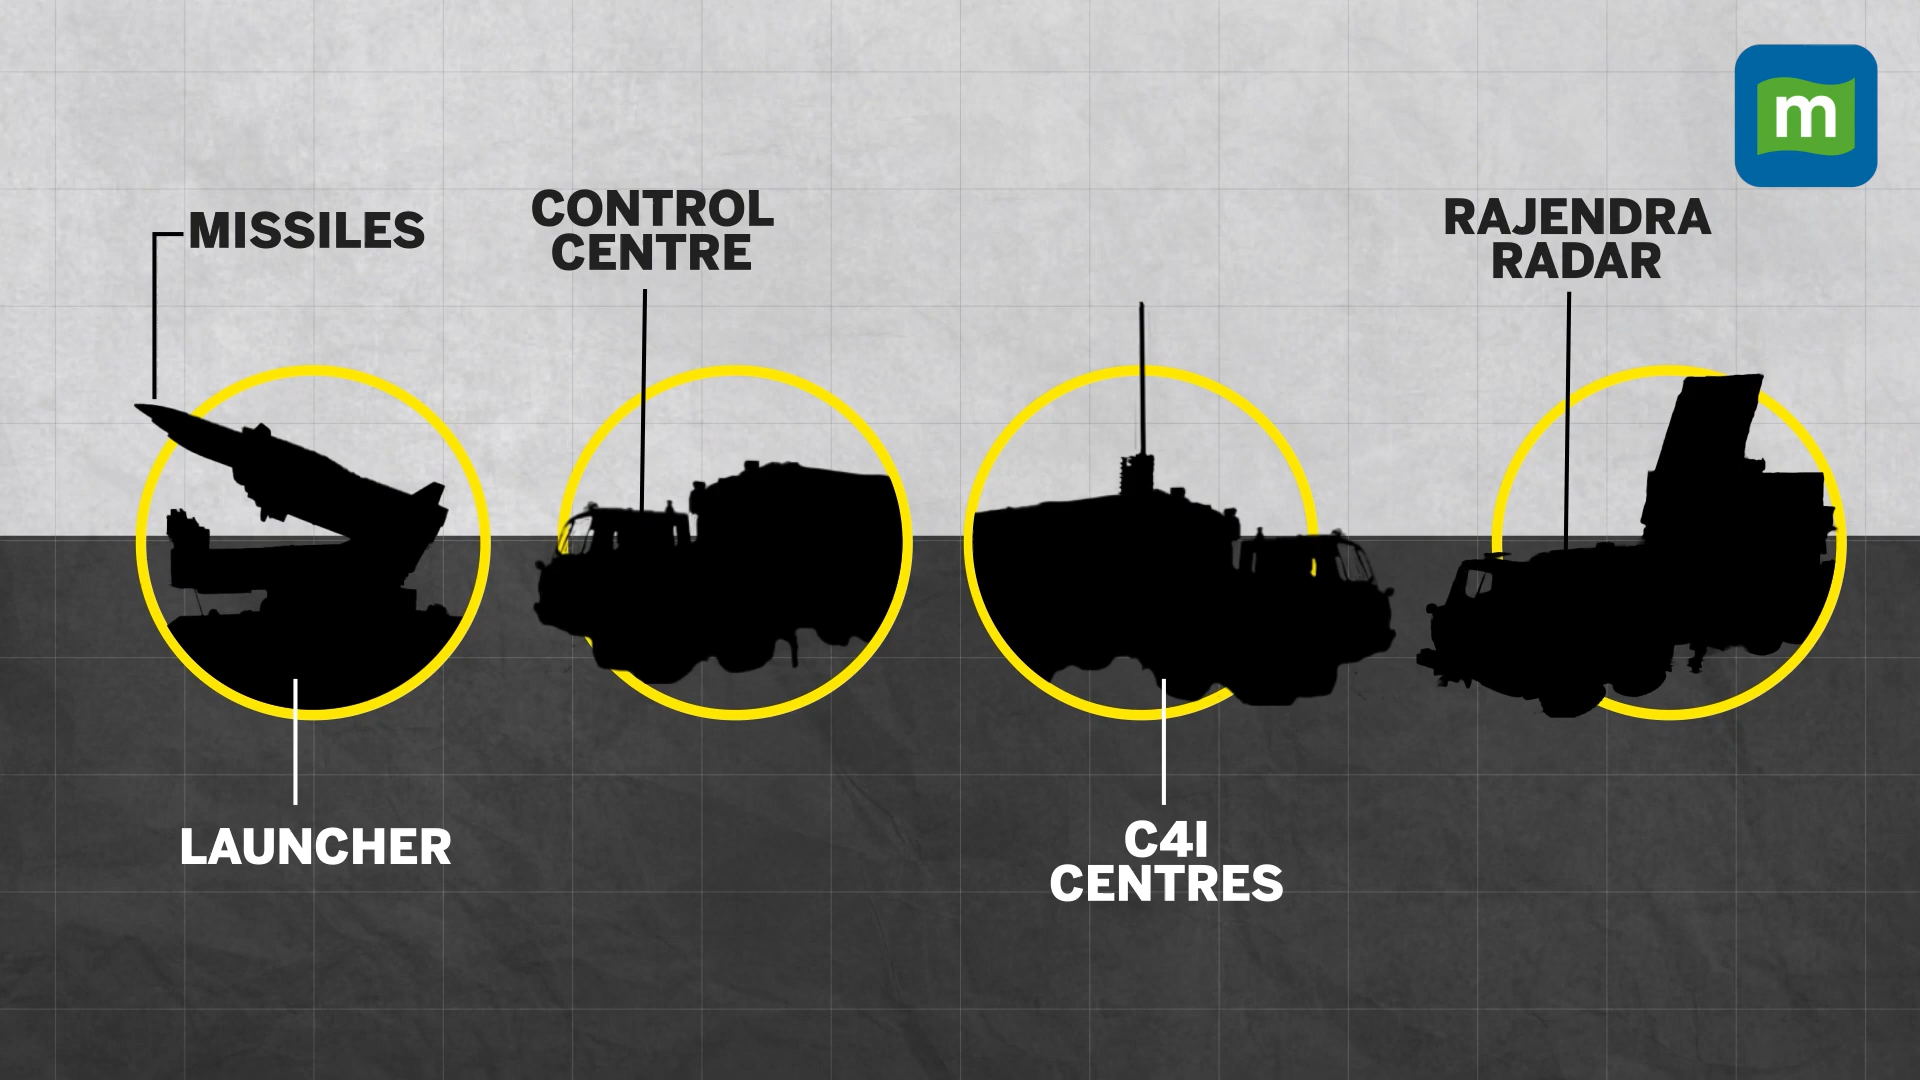 MISSILES
CONTROL
CENTRE
RAJENDRA
RADAR
m
LAUNCHER
C4I
CENTRES